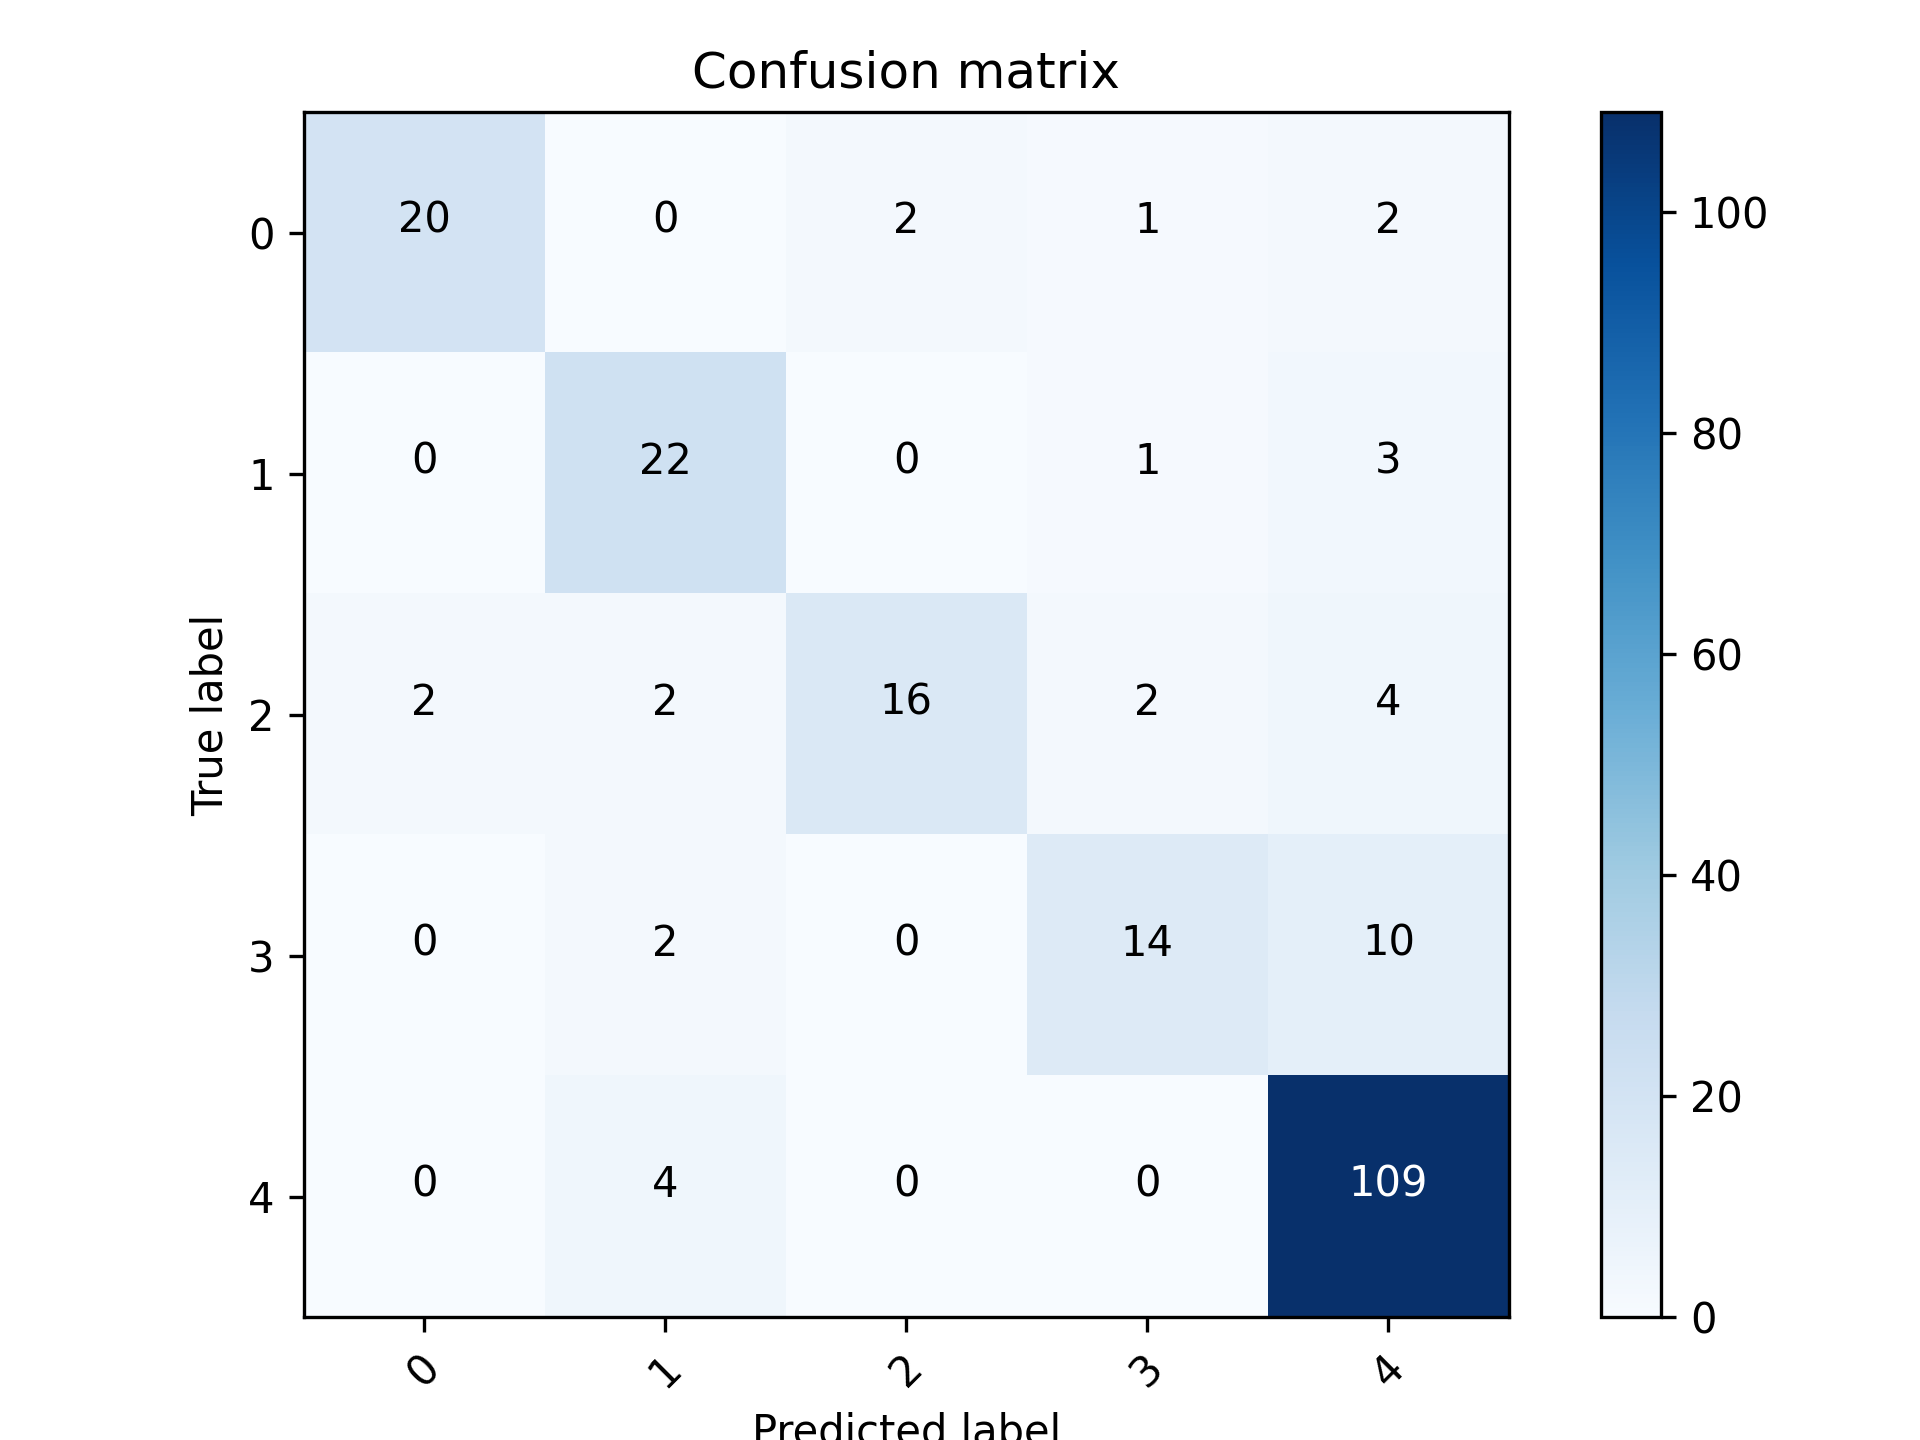 Confusion matrix
0 20 0 2 1 2
1 0 22 0 1 3
2 2 2 16 2 4
3 0 2 0 14 10
4 0 4 0 0 109
0 1 2 3 4
True label
Predicted label
100
80
60
40
20
0